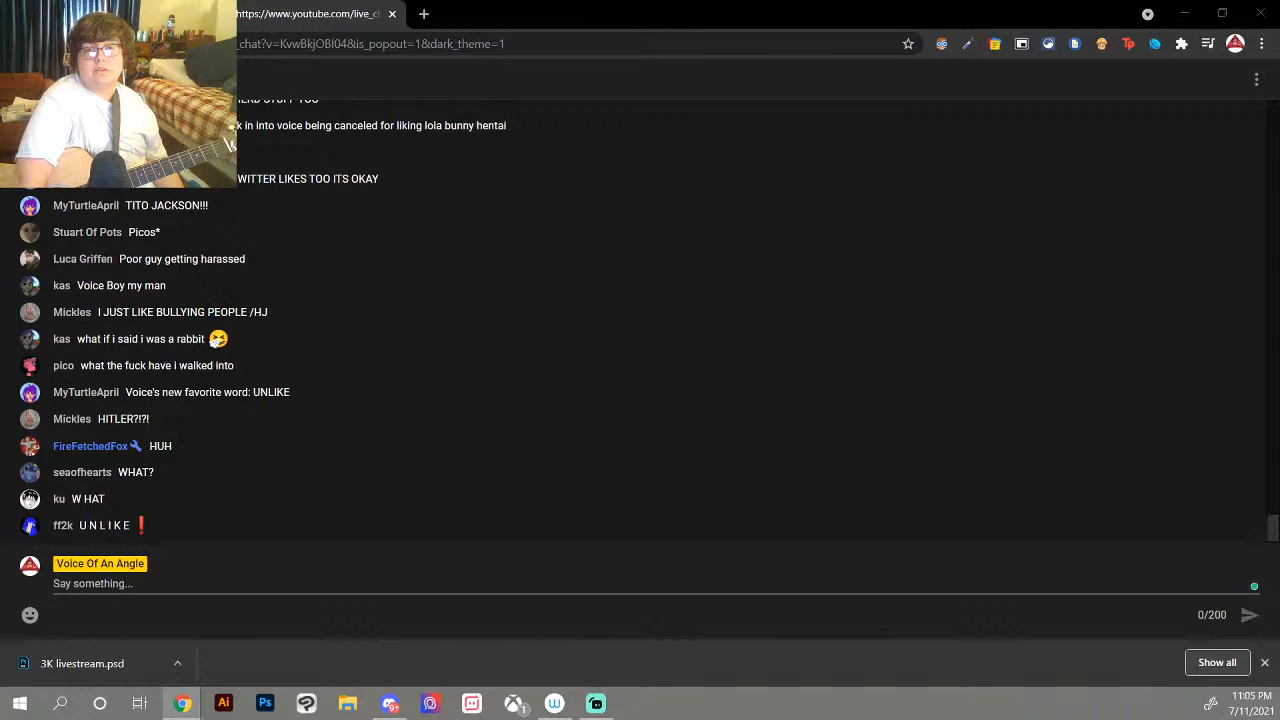 https://www.youtube.com/live_c
_chat?v=KvwBkjOBI04&is_popout=1&dark_theme=1
k in into voice being canceled for liking lola bunny hentai
WITTER LIKES TOO ITS OKAY
MyTurtleApril TITO JACKSON!!!
Stuart Of Pots Picos*
Luca Griffen Poor guy getting harassed
kas Voice Boy my man
Mickles I JUST LIKE BULLYING PEOPLE /HJ
kas what if i said i was a rabbit
pico what the fuck have i walked into
MyTurtleApril Voice's new favorite word: UNLIKE
Mickles HITLER?!?!
FireFetchedFox HUH
seaofhearts WHAT?
ku W HAT
ff2k U N L I K E ❗
Voice Of An Angle
Say something...
0/200
3K livestream.psd
Show all
11:05 PM
7/11/2021